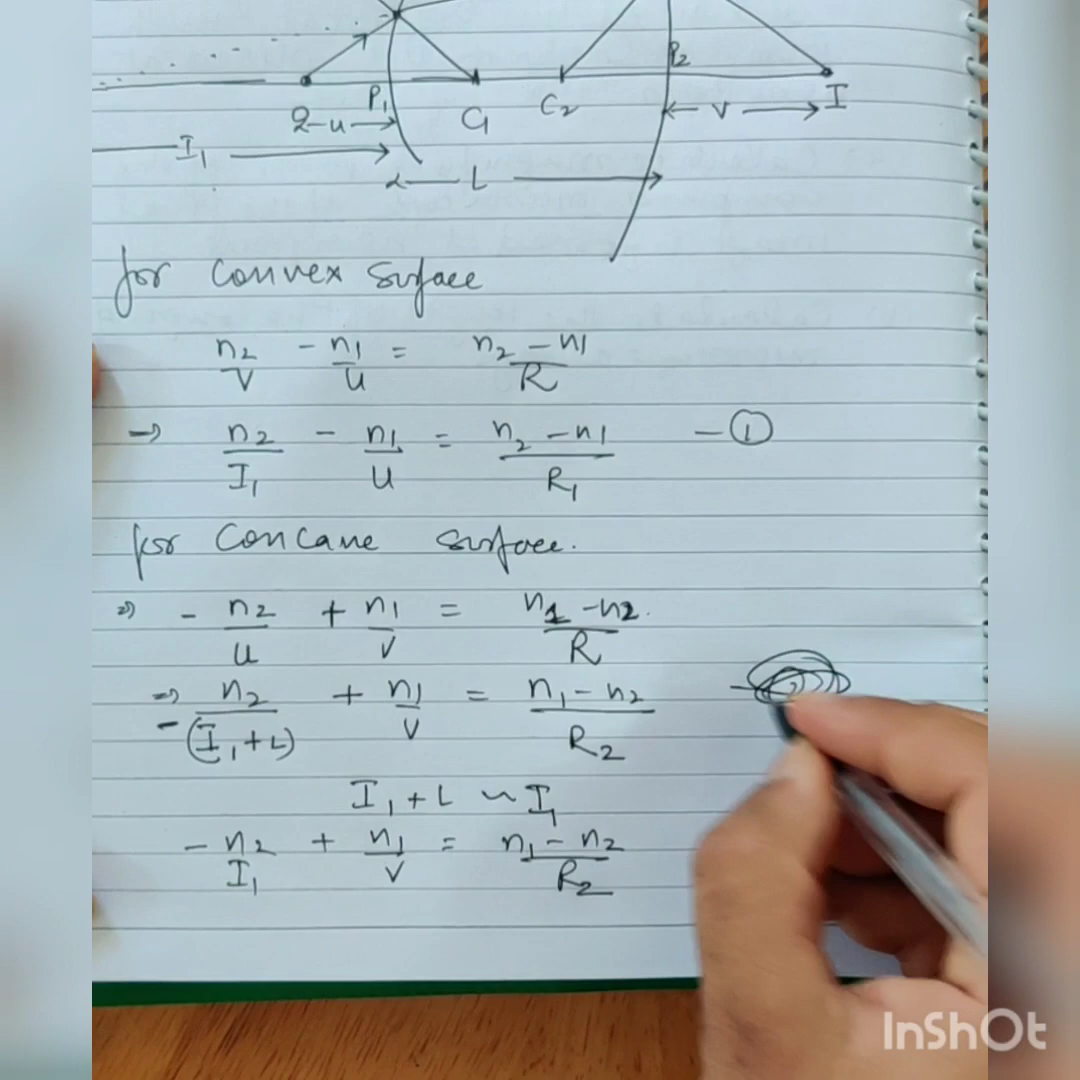 P2
P1
C1
C2
I
2-u
v
I1
L
for Convex Surface
n2/v - n1/u = n2 - n1/R
→ n2/I1 - n1/u = n2 - n1/R1 - ①
for Concave Surface.
⇒ - n2/u + n1/v = n1 - n2/R
⇒ - n2/(I1+L) + n1/v = n1 - n2/R2
I1 + L ~ I1
- n2/I1 + n1/v = n1 - n2/R2
InShOt